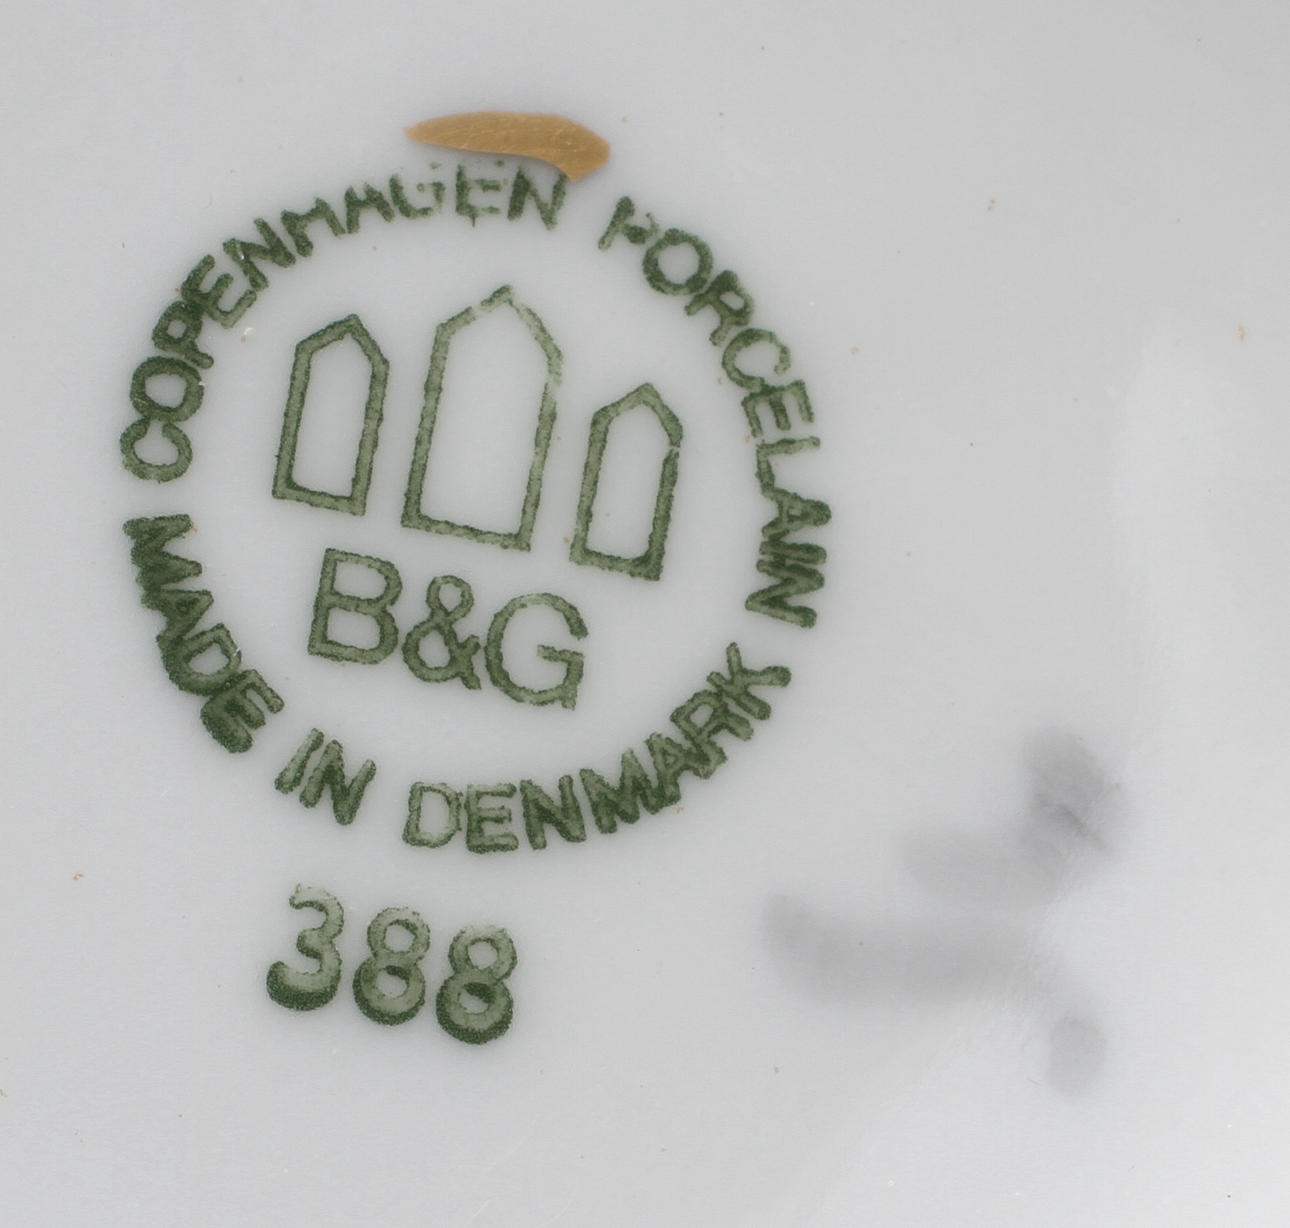 COPENHAGEN PORCELAIN
B&G
MADE IN DENMARK
388